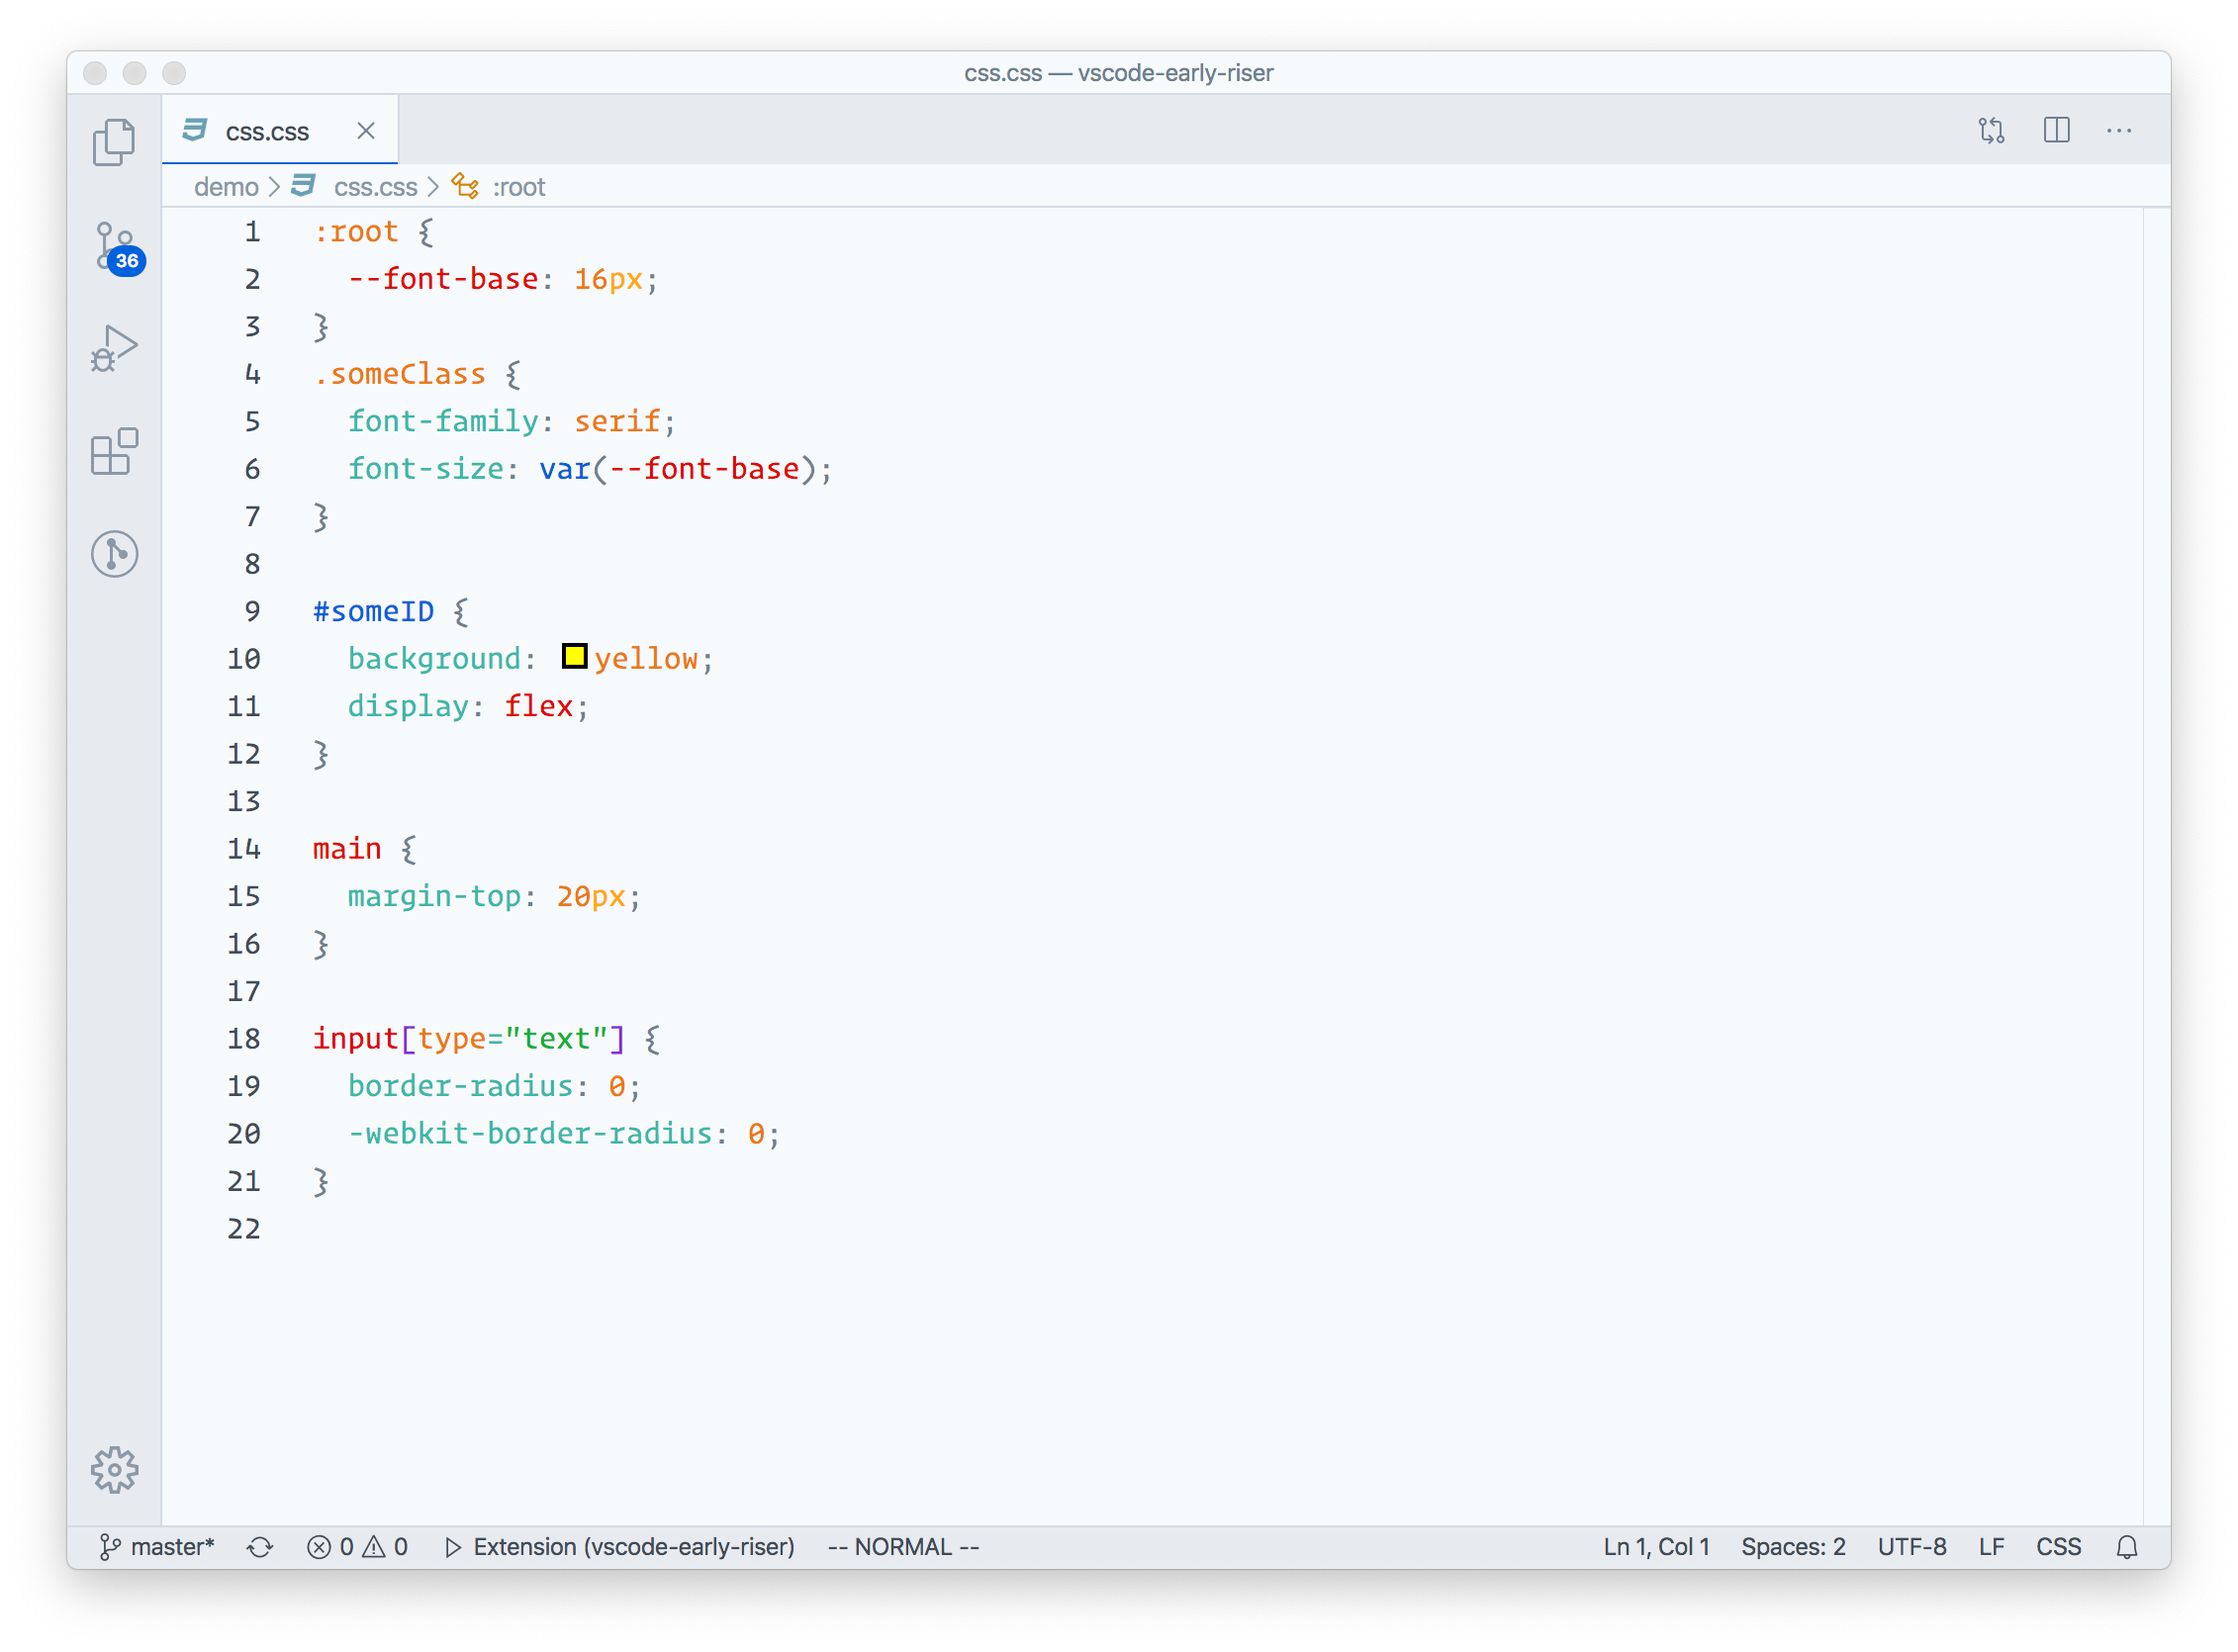 css.css — vscode-early-riser
css.css
demo > css.css > :root
36
1 :root {
2   --font-base: 16px;
3 }
4 .someClass {
5   font-family: serif;
6   font-size: var(--font-base);
7 }
8
9 #someID {
10   background: yellow;
11   display: flex;
12 }
13
14 main {
15   margin-top: 20px;
16 }
17
18 input[type="text"] {
19   border-radius: 0;
20   -webkit-border-radius: 0;
21 }
22
master* 0 0 Extension (vscode-early-riser) -- NORMAL -- Ln 1, Col 1 Spaces: 2 UTF-8 LF CSS